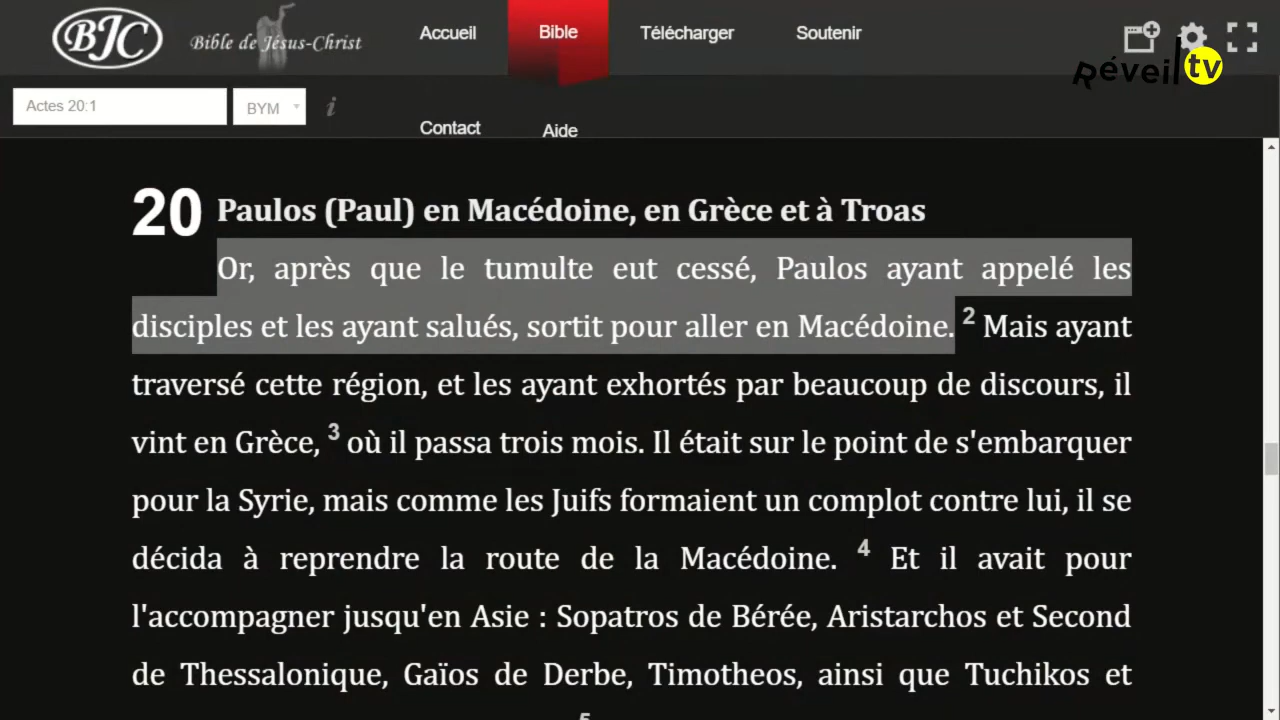 BJC Bible de Jésus-Christ
Accueil Bible Télécharger Soutenir
Réveil tv
Actes 20:1 BYM i
Contact Aide
20 Paulos (Paul) en Macédoine, en Grèce et à Troas
Or, après que le tumulte eut cessé, Paulos ayant appelé les
disciples et les ayant salués, sortit pour aller en Macédoine. 2 Mais ayant
traversé cette région, et les ayant exhortés par beaucoup de discours, il
vint en Grèce, 3 où il passa trois mois. Il était sur le point de s'embarquer
pour la Syrie, mais comme les Juifs formaient un complot contre lui, il se
décida à reprendre la route de la Macédoine. 4 Et il avait pour
l'accompagner jusqu'en Asie : Sopatros de Bérée, Aristarchos et Second
de Thessalonique, Gaïos de Derbe, Timotheos, ainsi que Tuchikos et
5